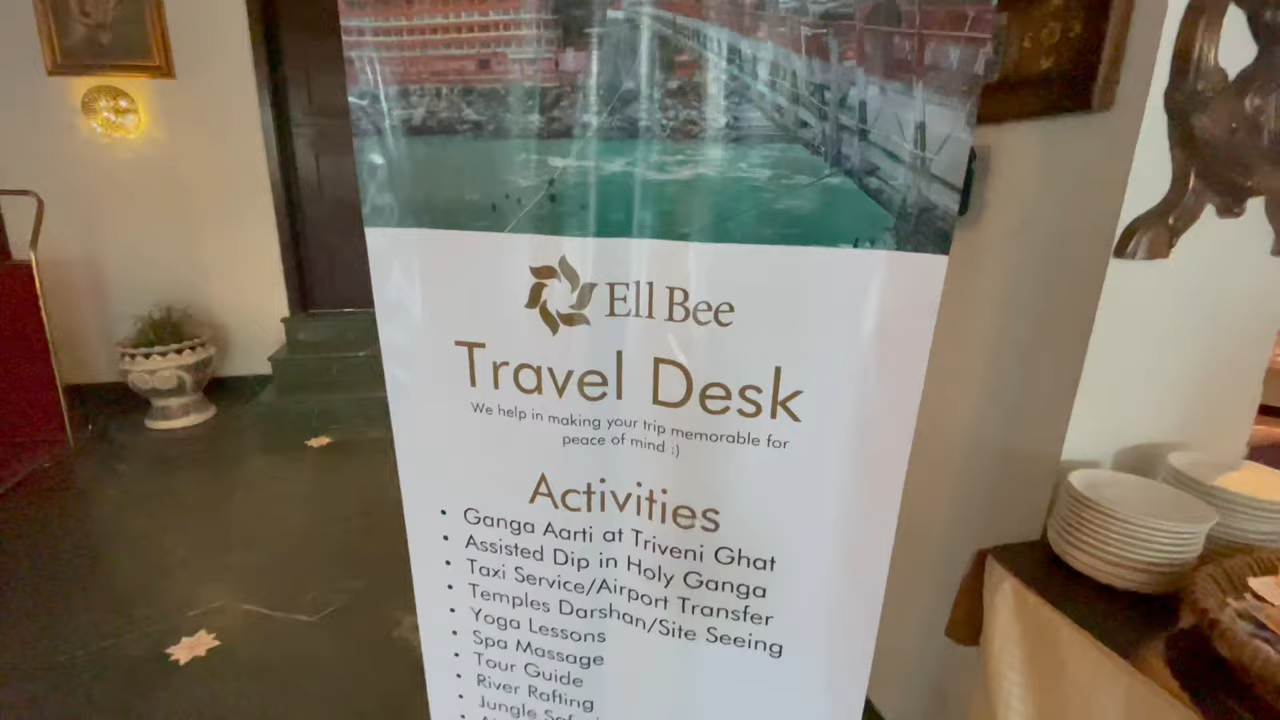 Ell Bee
Travel Desk
We help in making your trip memorable for
peace of mind ;)
Activities
• Ganga Aarti at Triveni Ghat
• Assisted Dip in Holy Ganga
• Taxi Service/Airport Transfer
• Temples Darshan/Site Seeing
• Yoga Lessons
• Spa Massage
• Tour Guide
• River Rafting
• Jungle